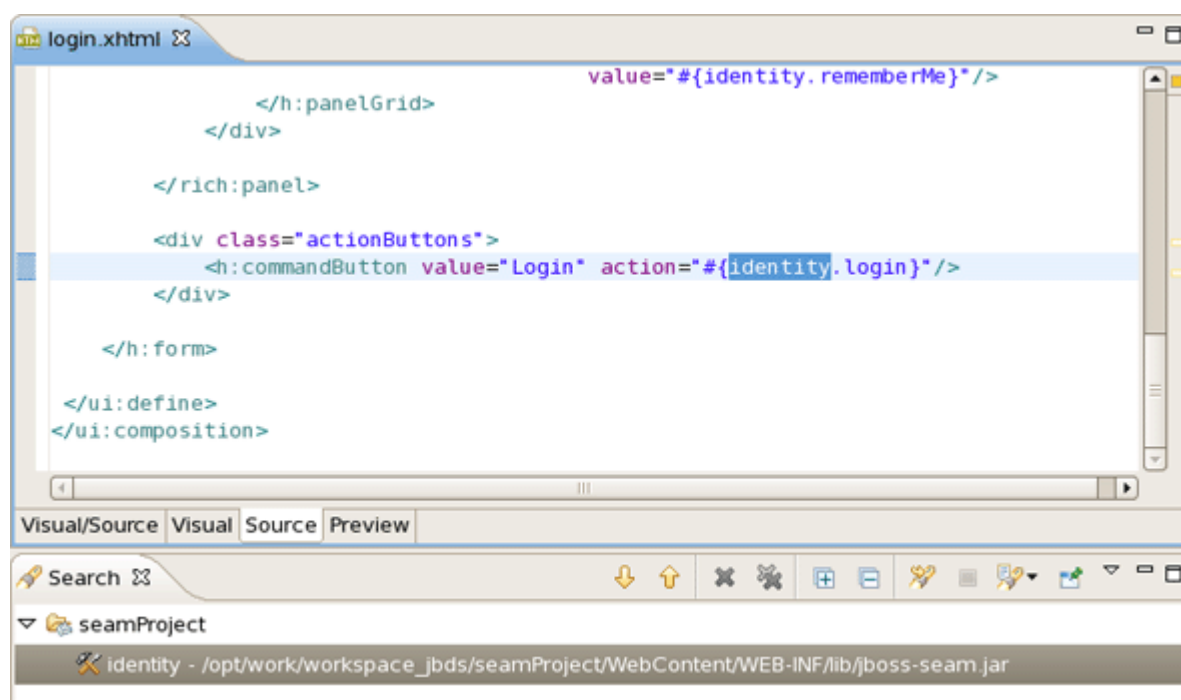 login.xhtml
value="#{identity.rememberMe}"/>
</h:panelGrid>
</div>
</rich:panel>
<div class="actionButtons">
<h:commandButton value="Login" action="#{identity.login}"/>
</div>
</h:form>
</ui:define>
</ui:composition>
Visual/Source Visual Source Preview
Search
seamProject
identity - /opt/work/workspace_jbds/seamProject/WebContent/WEB-INF/lib/jboss-seam.jar